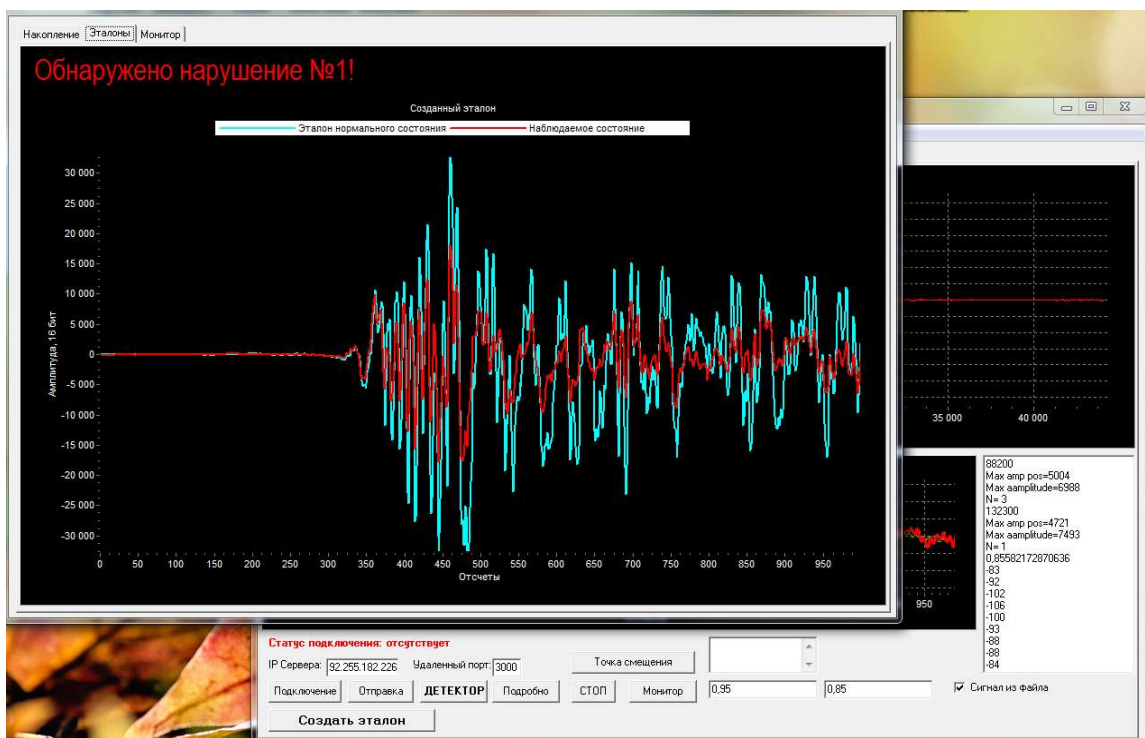 Накопление Эталоны Монитор
Обнаружено нарушение №1!
Созданный эталон
Эталон нормального состояния Наблюдаемое состояние
Амплитуда, 16 бит
30 000
25 000
20 000
15 000
10 000
5 000
0
-5 000
-10 000
-15 000
-20 000
-25 000
-30 000
0 50 100 150 200 250 300 350 400 450 500 550 600 650 700 750 800 850 900 950
Отсчеты
35 000 40 000
950
88200
Max amp pos=5004
Max aamplitude=6988
N= 3
132300
Max amp pos=4721
Max aamplitude=7493
N= 1
0,85582172870636
-83
-92
-102
-106
-100
-93
-88
-88
-84
Статус подключения: отсутствует
IP Сервера: 92.255.182.226 Удаленный порт: 3000 Точка смещения
Подключение Отправка ДЕТЕКТОР Подробно СТОП Монитор 0,95 0,85 Сигнал из файла
Создать эталон